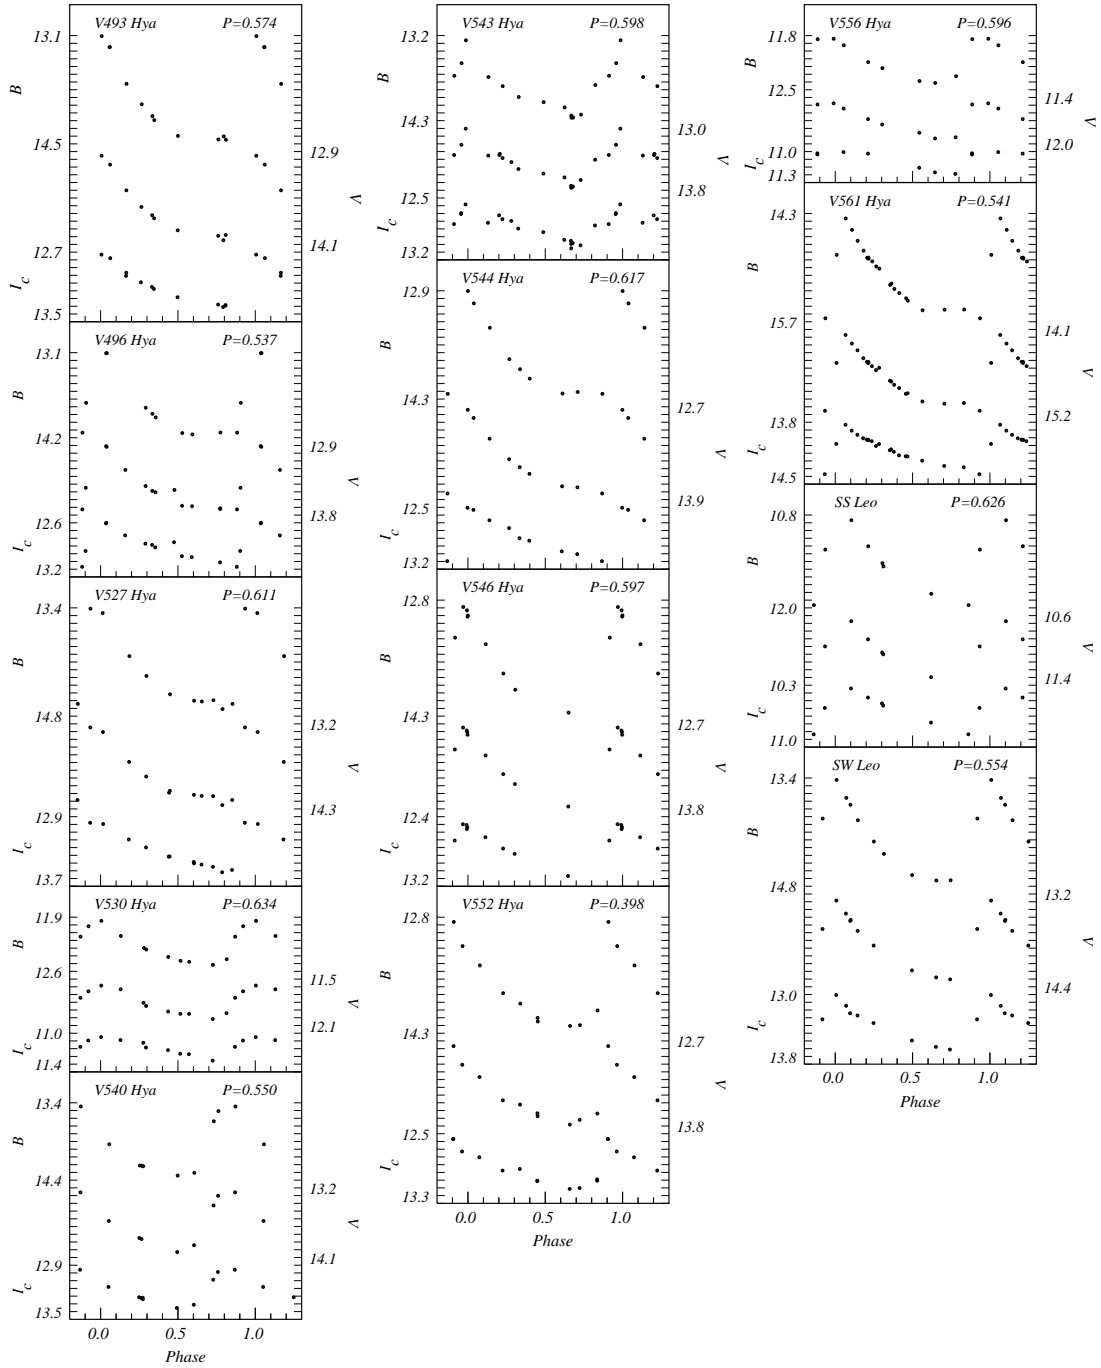 V493 Hya P=0.574
13.1
B
14.5
12.9
V
14.1
12.7
I_c
13.5
V496 Hya P=0.537
13.1
B
14.2
12.9
V
13.8
12.6
I_c
13.2
V527 Hya P=0.611
13.4
B
14.8
13.2
V
14.3
12.9
I_c
13.7
V530 Hya P=0.634
11.9
B
12.6
11.5
V
12.1
11.0
I_c
11.4
V540 Hya P=0.550
13.4
B
14.4
13.2
V
14.1
12.9
I_c
13.5
0.0 0.5 1.0
Phase
V543 Hya P=0.598
13.2
B
14.3
13.0
V
13.8
12.5
I_c
13.2
V544 Hya P=0.617
12.9
B
14.3
12.7
V
13.9
12.5
I_c
13.2
V546 Hya P=0.597
12.8
B
14.3
12.7
V
13.8
12.4
I_c
13.2
V552 Hya P=0.398
12.8
B
14.3
12.7
V
13.8
12.5
I_c
13.3
0.0 0.5 1.0
Phase
V556 Hya P=0.596
11.8
B
12.5
11.4
V
12.0
11.0
I_c
11.3
V561 Hya P=0.541
14.3
B
15.7
14.1
V
15.2
13.8
I_c
14.5
SS Leo P=0.626
10.8
B
12.0
10.6
V
11.4
10.3
I_c
11.0
SW Leo P=0.554
13.4
B
14.8
13.2
V
14.4
13.0
I_c
13.8
0.0 0.5 1.0
Phase